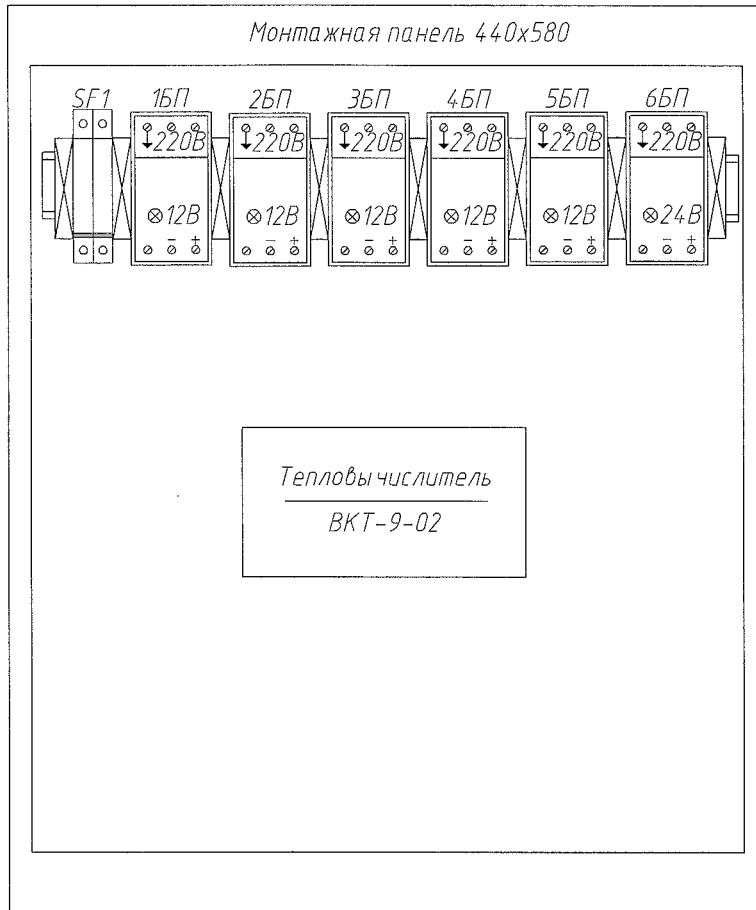 Монтажная панель 440х580
SF1 1БП 2БП 3БП 4БП 5БП 6БП
220В 220В 220В 220В 220В 220В
12В 12В 12В 12В 12В 24В
− + − + − + − + − + − +
Тепловычислитель
ВКТ-9-02